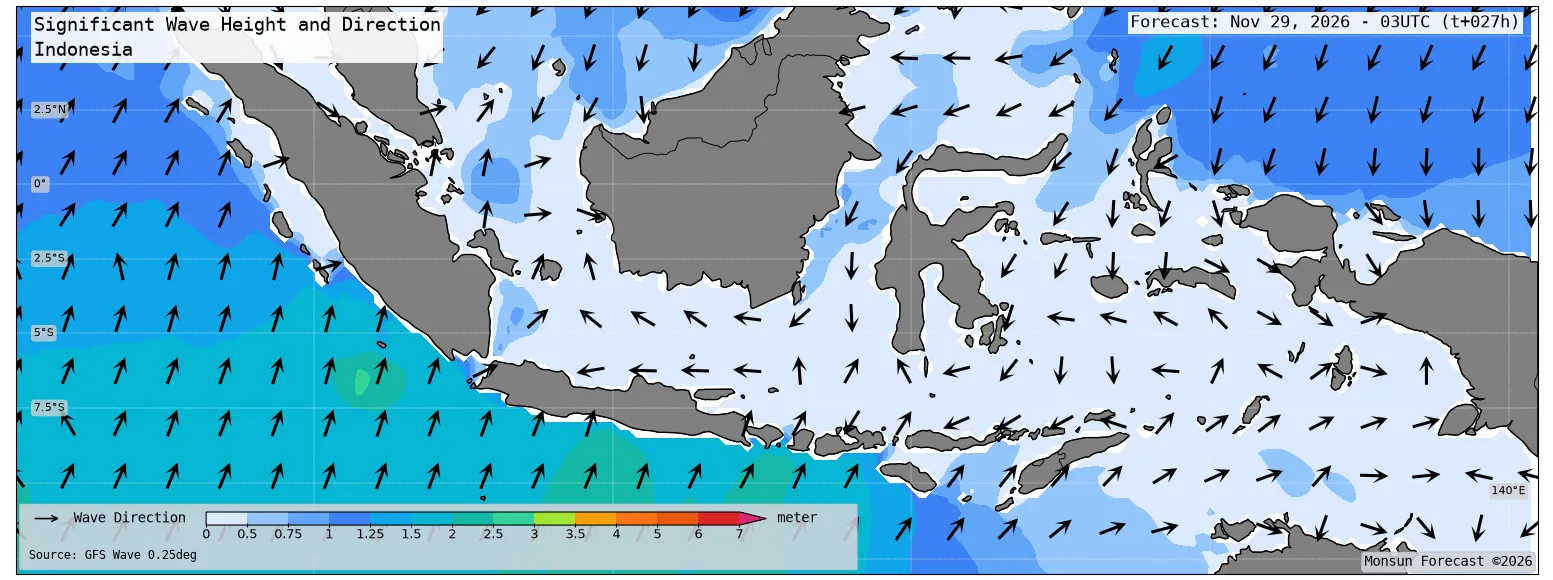 Significant Wave Height and Direction
Indonesia
Forecast: Nov 29, 2026 - 03UTC (t+027h)
2.5°N
0°
2.5°S
5°S
7.5°S
140°E
Wave Direction
meter
0 0.5 0.75 1 1.25 1.5 2 2.5 3 3.5 4 5 6 7
Source: GFS Wave 0.25deg
Monsun Forecast ©2026